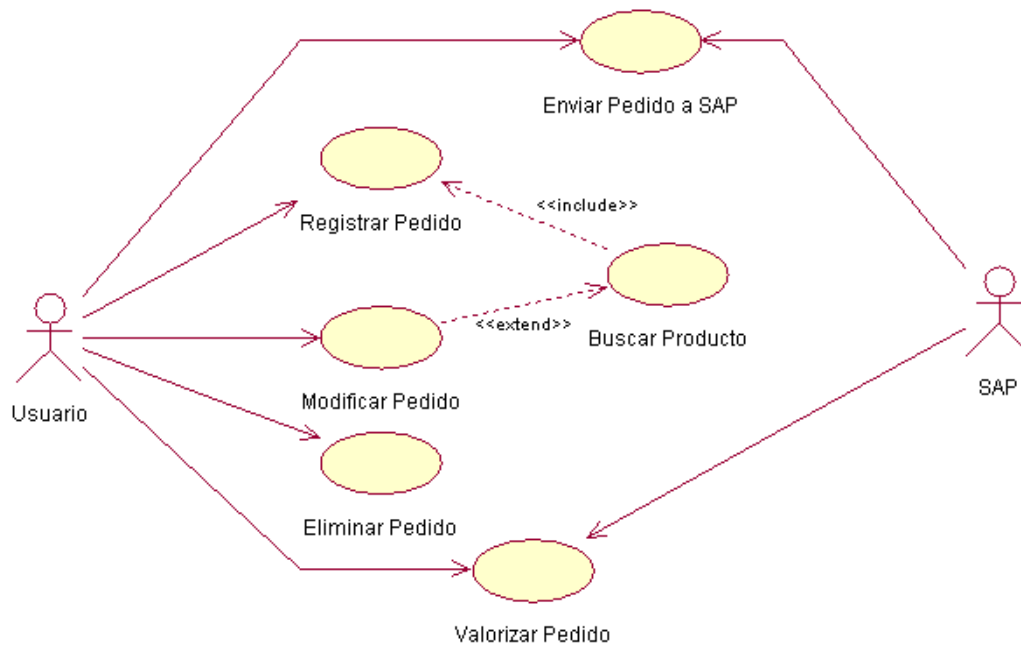 Enviar Pedido a SAP
<<include>>
Registrar Pedido
<<extend>>
Buscar Producto
Modificar Pedido
Usuario
SAP
Eliminar Pedido
Valorizar Pedido